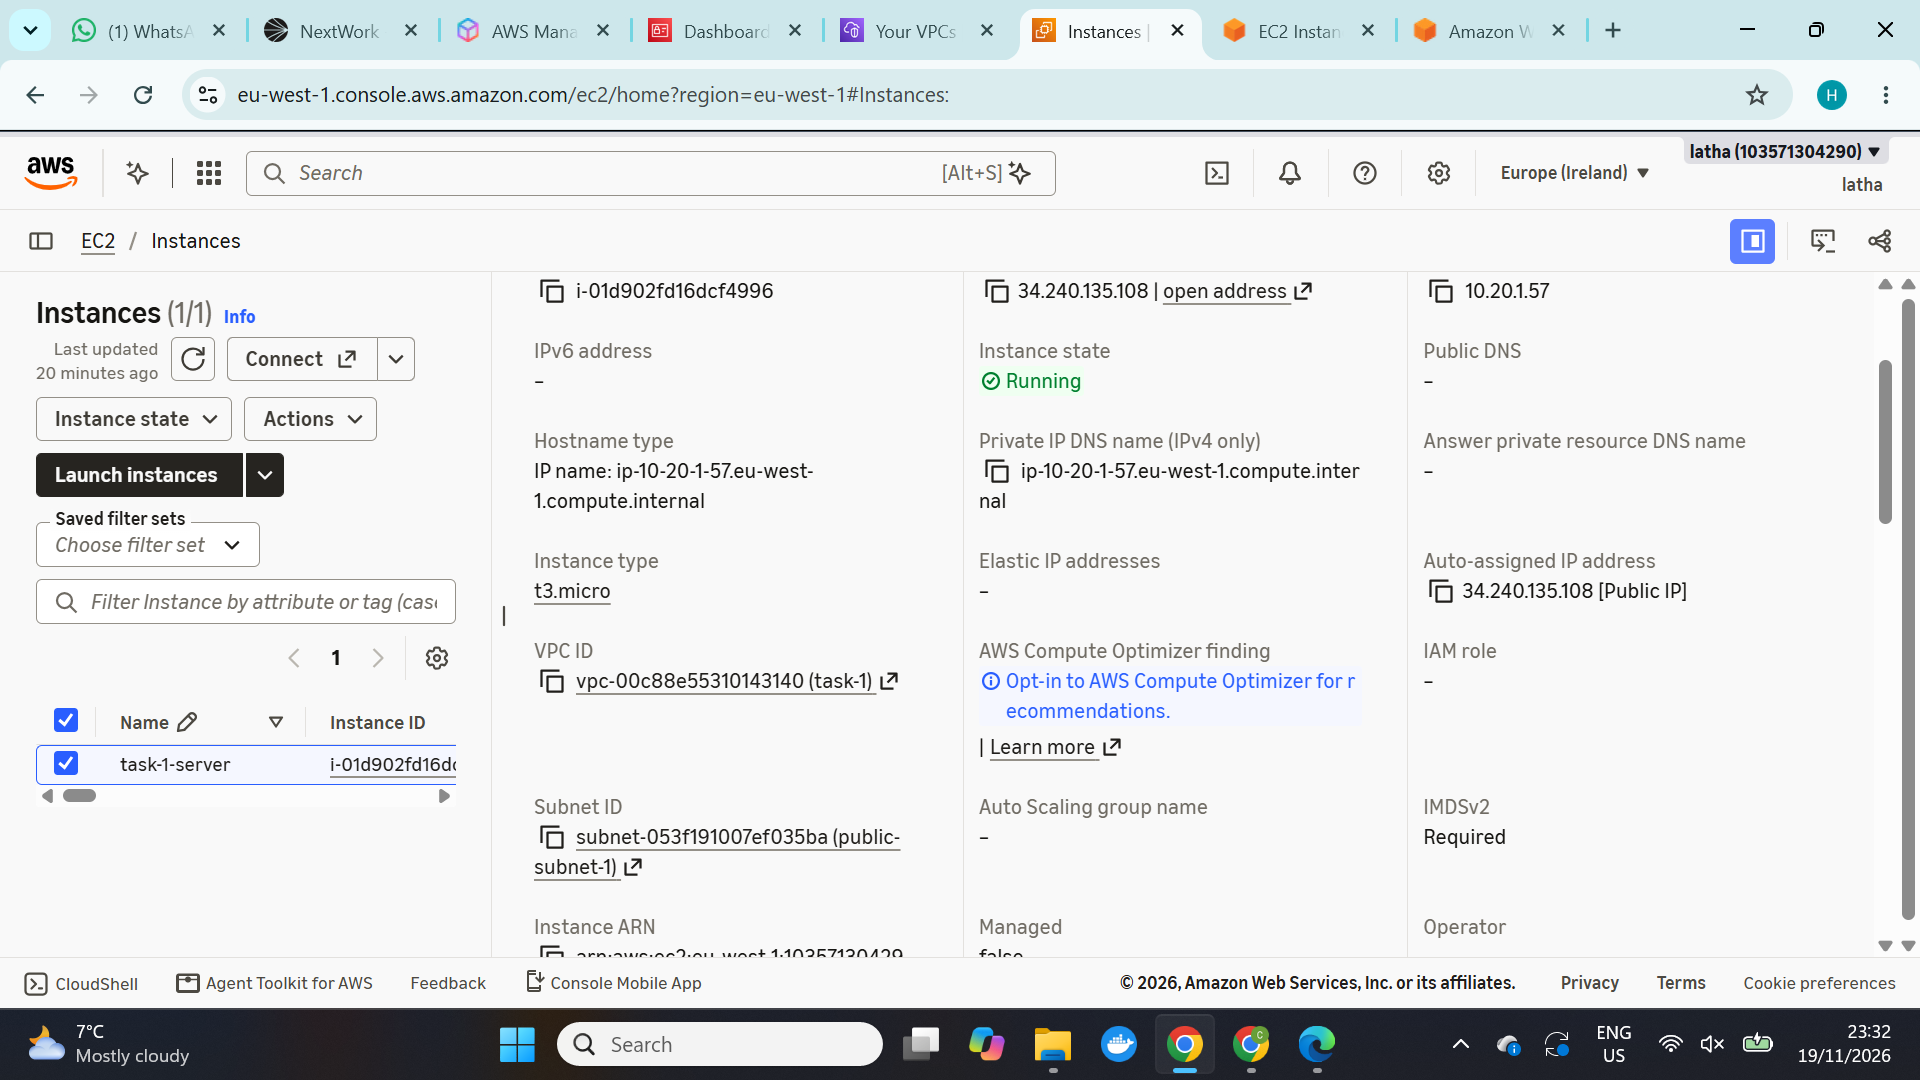 (1) WhatsA
NextWork
AWS Mana
Dashboard
Your VPCs
Instances |
EC2 Instan
Amazon W
eu-west-1.console.aws.amazon.com/ec2/home?region=eu-west-1#Instances:
H
aws
Search
[Alt+S]
Europe (Ireland)
latha (103571304290)
latha
EC2 / Instances
Instances (1/1) Info
Last updated
20 minutes ago
Connect
Instance state
Actions
Launch instances
Saved filter sets
Choose filter set
Filter Instance by attribute or tag (case
1
Name
Instance ID
task-1-server
i-01d902fd16dc
i-01d902fd16dcf4996
34.240.135.108 | open address
10.20.1.57
IPv6 address
–
Instance state
Running
Public DNS
–
Hostname type
IP name: ip-10-20-1-57.eu-west-
1.compute.internal
Private IP DNS name (IPv4 only)
ip-10-20-1-57.eu-west-1.compute.inter
nal
Answer private resource DNS name
–
Instance type
t3.micro
Elastic IP addresses
–
Auto-assigned IP address
34.240.135.108 [Public IP]
VPC ID
vpc-00c88e55310143140 (task-1)
AWS Compute Optimizer finding
Opt-in to AWS Compute Optimizer for r
ecommendations.
| Learn more
IAM role
–
Subnet ID
subnet-053f191007ef035ba (public-
subnet-1)
Auto Scaling group name
–
IMDSv2
Required
Instance ARN
arn:aws:ec2:eu-west-1:10357130429
Managed
false
Operator
CloudShell
Agent Toolkit for AWS
Feedback
Console Mobile App
© 2026, Amazon Web Services, Inc. or its affiliates.
Privacy
Terms
Cookie preferences
7°C
Mostly cloudy
Search
C
ENG
US
23:32
19/11/2026